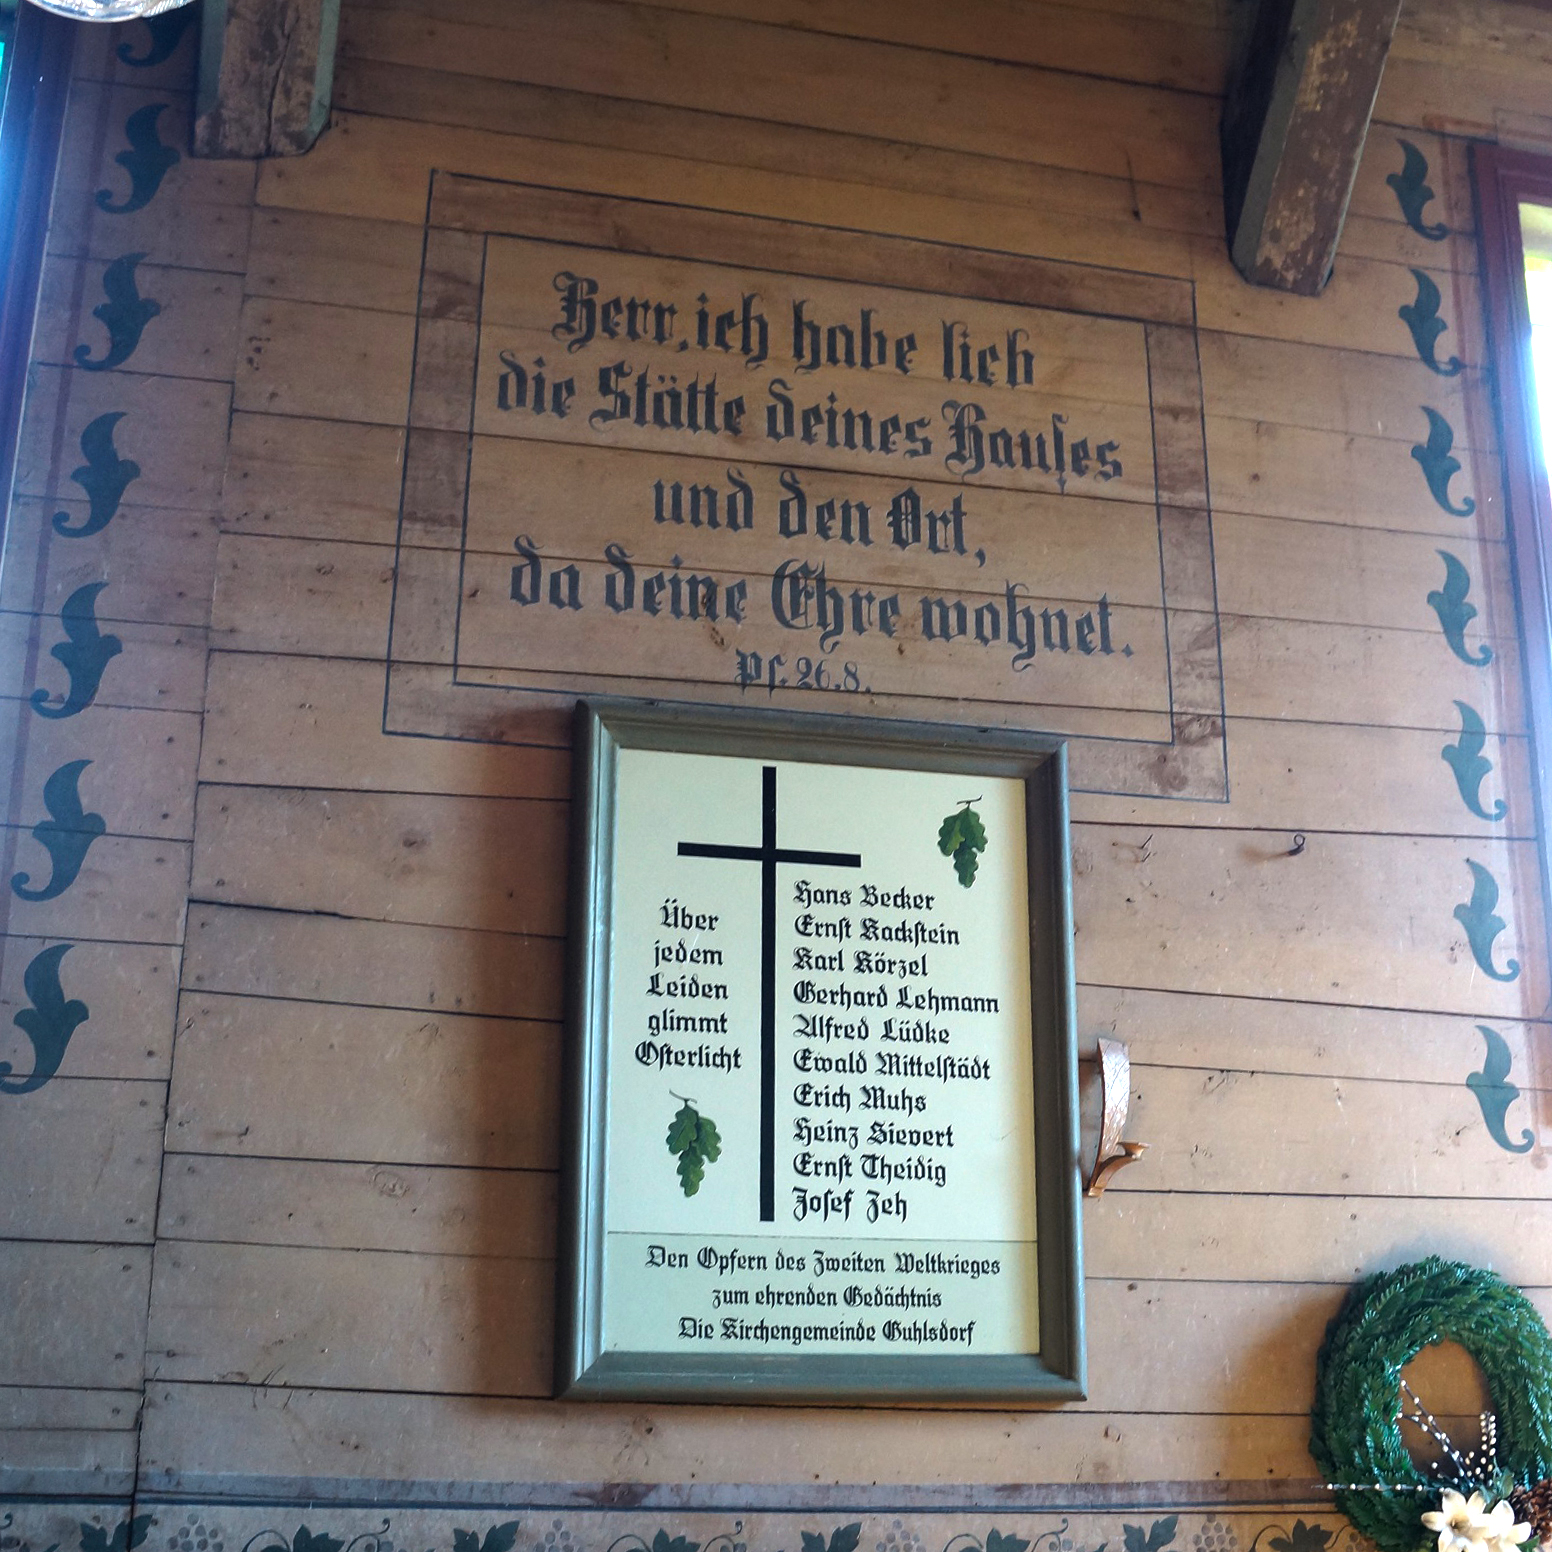 Herr, ich habe lieb
die Stätte deines Hauſes
und den Ort,
da deine Ehre wohnet.
Pſ. 26.8.
Über
jedem
Leiden
glimmt
Oſterlicht
Hans Becker
Ernſt Kackſtein
Karl Körzel
Gerhard Lehmann
Alfred Lüdke
Ewald Mittelſtädt
Erich Muhs
Heinz Sievert
Ernſt Theidig
Joſef Zeh
Den Opfern des Zweiten Weltkrieges
zum ehrenden Gedächtnis
Die Kirchengemeinde Guhlsdorf